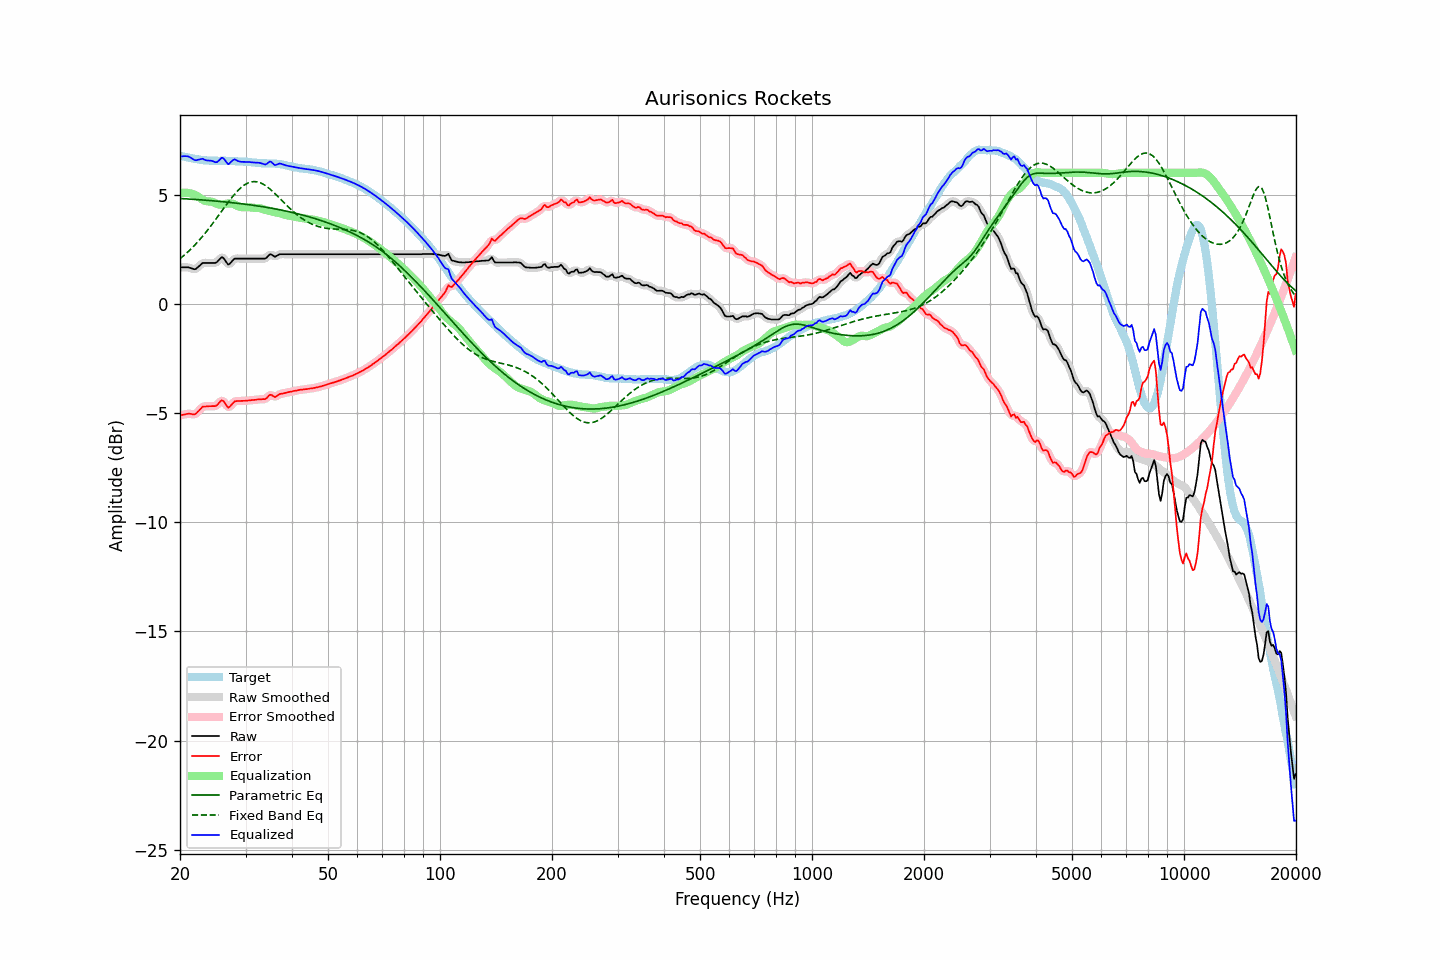 Aurisonics Rockets
Amplitude (dBr)
5
0
−5
−10
−15
−20
−25
Target
Raw Smoothed
Error Smoothed
Raw
Error
Equalization
Parametric Eq
Fixed Band Eq
Equalized
20
50
100
200
500
1000
2000
5000
10000
20000
Frequency (Hz)